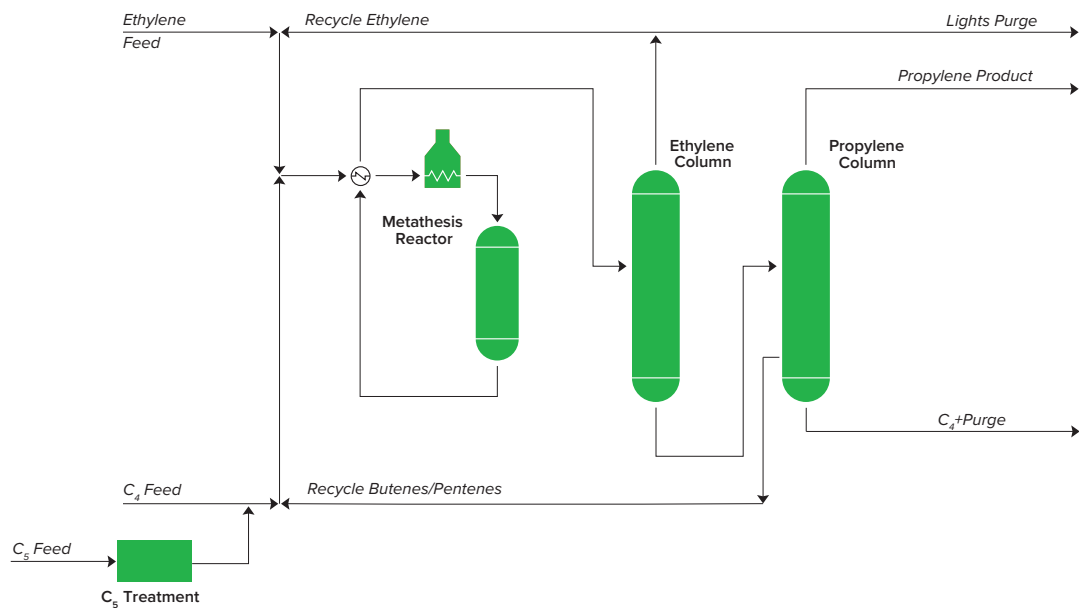 Ethylene
Feed
Recycle Ethylene
Lights Purge
Propylene Product
Ethylene
Column
Propylene
Column
Metathesis
Reactor
C₄+Purge
C₄ Feed
Recycle Butenes/Pentenes
C₅ Feed
C₅ Treatment